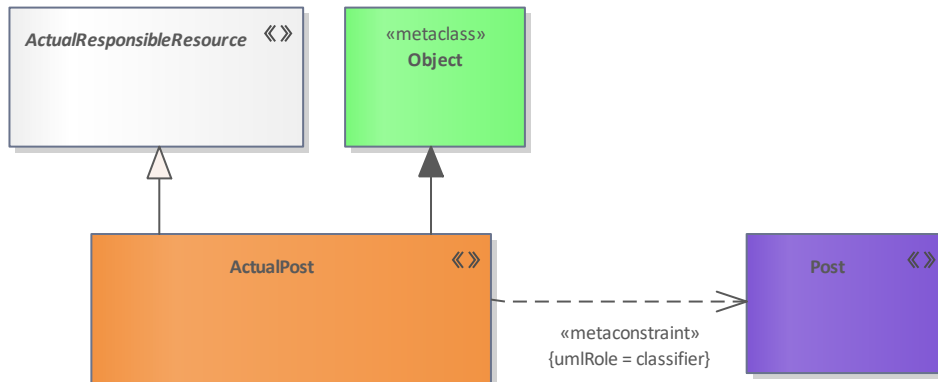 ActualResponsibleResource «»
«metaclass»
Object
ActualPost «»
Post «»
«metaconstraint»
{umlRole = classifier}